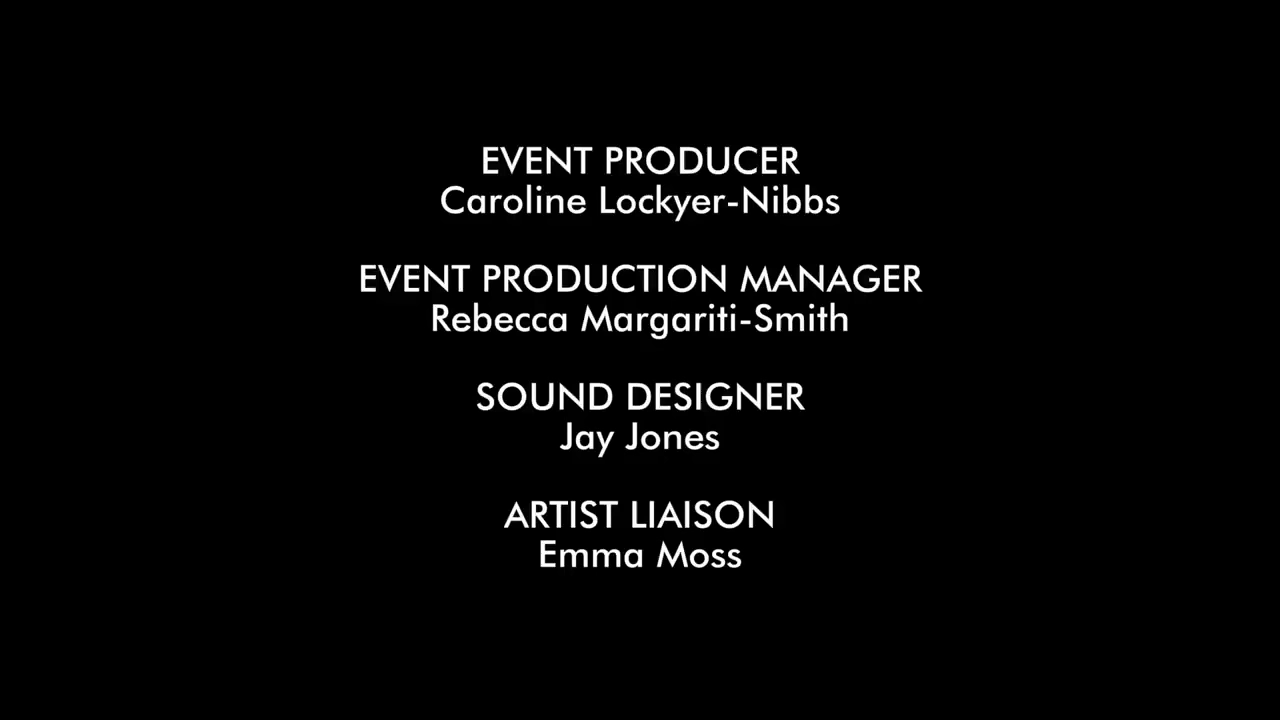 EVENT PRODUCER
Caroline Lockyer-Nibbs
EVENT PRODUCTION MANAGER
Rebecca Margariti-Smith
SOUND DESIGNER
Jay Jones
ARTIST LIAISON
Emma Moss